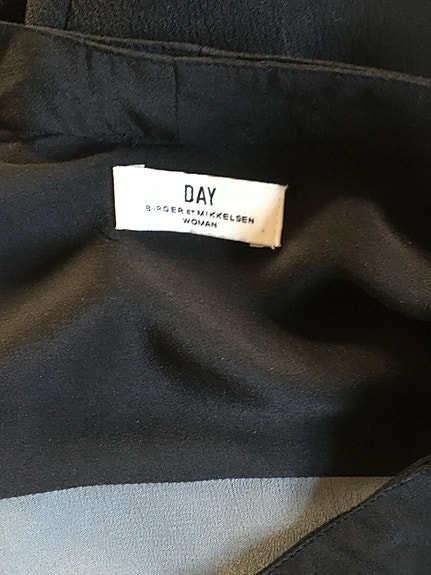 DAY
BIRGER ET MIKKELSEN
WOMAN